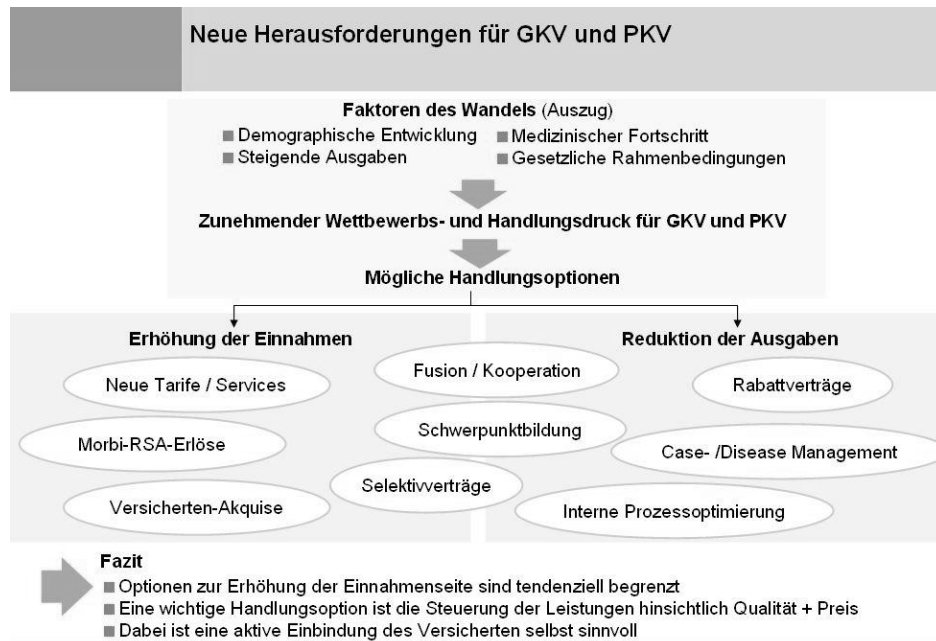 Neue Herausforderungen für GKV und PKV
Faktoren des Wandels (Auszug)
Demographische Entwicklung
Medizinischer Fortschritt
Steigende Ausgaben
Gesetzliche Rahmenbedingungen
Zunehmender Wettbewerbs- und Handlungsdruck für GKV und PKV
Mögliche Handlungsoptionen
Erhöhung der Einnahmen
Reduktion der Ausgaben
Neue Tarife / Services
Fusion / Kooperation
Rabattverträge
Morbi-RSA-Erlöse
Schwerpunktbildung
Case- /Disease Management
Versicherten-Akquise
Selektivverträge
Interne Prozessoptimierung
Fazit
Optionen zur Erhöhung der Einnahmenseite sind tendenziell begrenzt
Eine wichtige Handlungsoption ist die Steuerung der Leistungen hinsichtlich Qualität + Preis
Dabei ist eine aktive Einbindung des Versicherten selbst sinnvoll